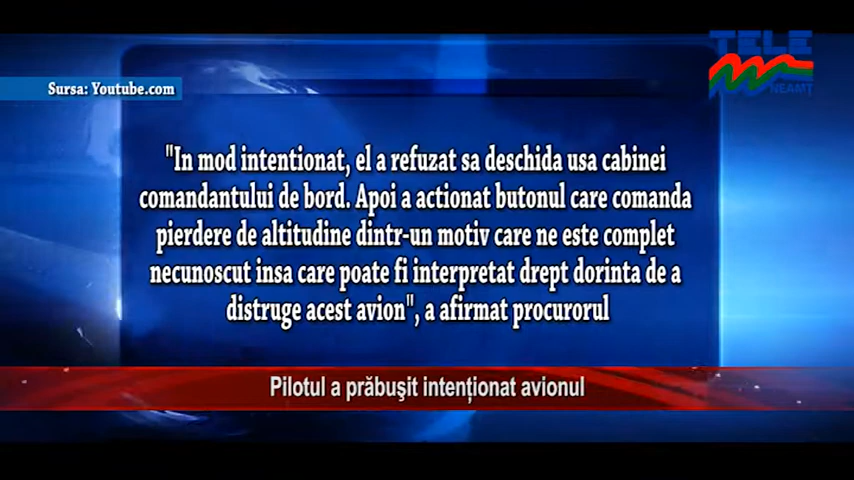 TELE
NEAMȚ
Sursa: Youtube.com
"In mod intentionat, el a refuzat sa deschida usa cabinei
comandantului de bord. Apoi a actionat butonul care comanda
pierdere de altitudine dintr-un motiv care ne este complet
necunoscut insa care poate fi interpretat drept dorinta de a
distruge acest avion", a afirmat procurorul
Pilotul a prăbuşit intenţionat avionul